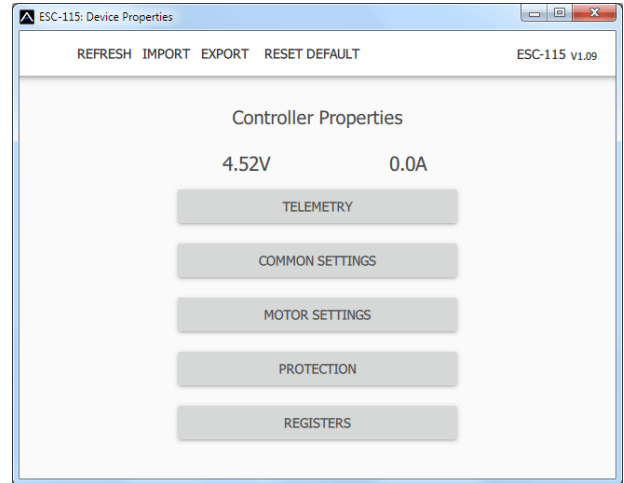 ESC-115: Device Properties
REFRESH IMPORT EXPORT RESET DEFAULT ESC-115 V1.09
Controller Properties
4.52V 0.0A
TELEMETRY
COMMON SETTINGS
MOTOR SETTINGS
PROTECTION
REGISTERS